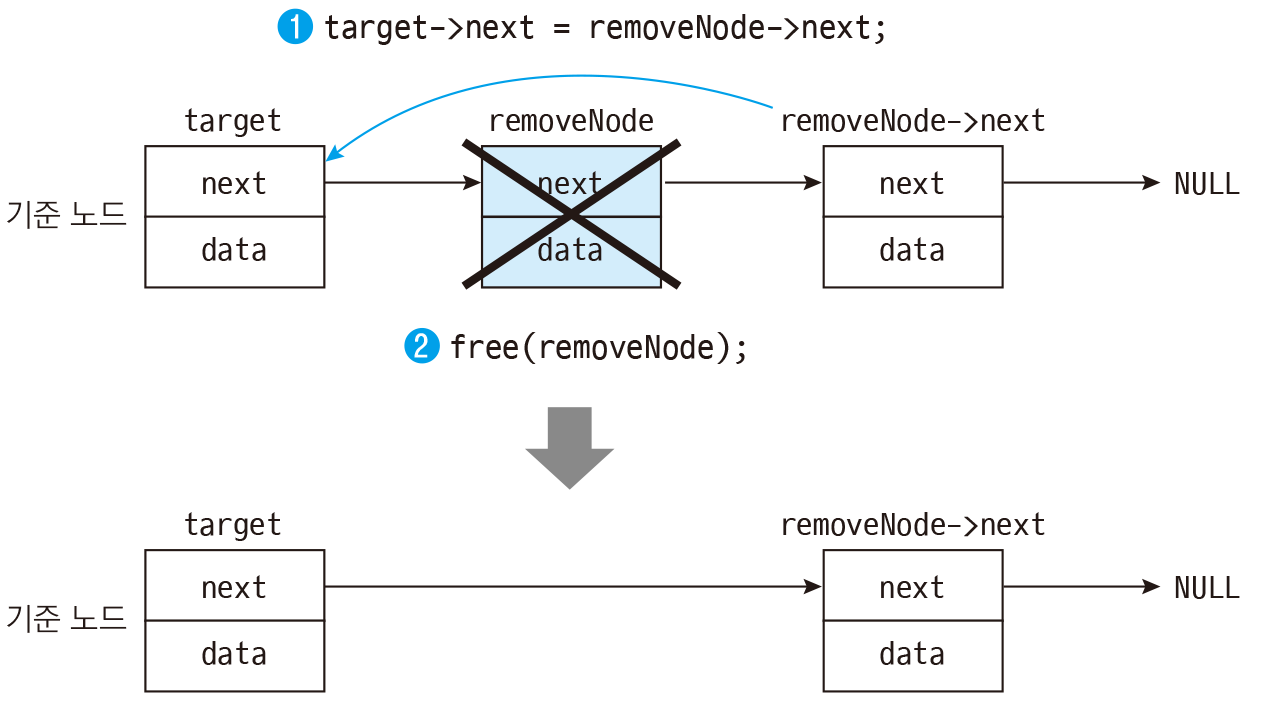 1 target->next = removeNode->next;
target removeNode removeNode->next
next next next NULL
기준 노드
data data data
2 free(removeNode);
target removeNode->next
next next NULL
기준 노드
data data